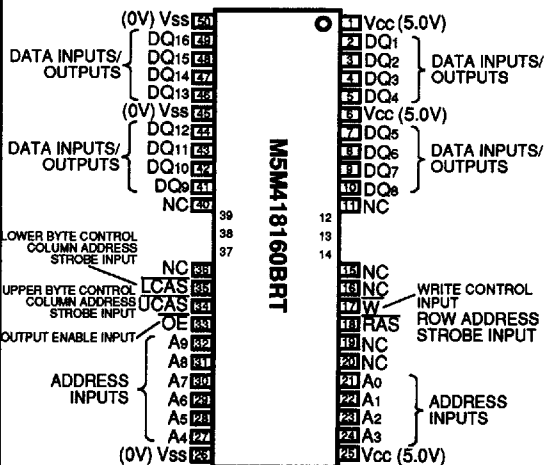 (0V) Vss 50
DQ16 49
DQ15 48
DQ14 47
DQ13 46
DATA INPUTS/
OUTPUTS
(0V) Vss 45
DQ12 44
DQ11 43
DQ10 42
DQ9 41
DATA INPUTS/
OUTPUTS
NC 40
39
38
37
NC 36
LOWER BYTE CONTROL
COLUMN ADDRESS
STROBE INPUT
LCAS 35
UPPER BYTE CONTROL
COLUMN ADDRESS
STROBE INPUT
UCAS 34
OUTPUT ENABLE INPUT
OE 33
A9 32
A8 31
A7 30
A6 29
A5 28
A4 27
ADDRESS
INPUTS
(0V) Vss 26
M5M418160BRT
1 Vcc (5.0V)
2 DQ1
3 DQ2
4 DQ3
5 DQ4
DATA INPUTS/
OUTPUTS
6 Vcc (5.0V)
7 DQ5
8 DQ6
9 DQ7
10 DQ8
DATA INPUTS/
OUTPUTS
11 NC
12
13
14
15 NC
16 NC
17 W
WRITE CONTROL
INPUT
18 RAS
ROW ADDRESS
STROBE INPUT
19 NC
20 NC
21 A0
22 A1
23 A2
24 A3
ADDRESS
INPUTS
25 Vcc (5.0V)